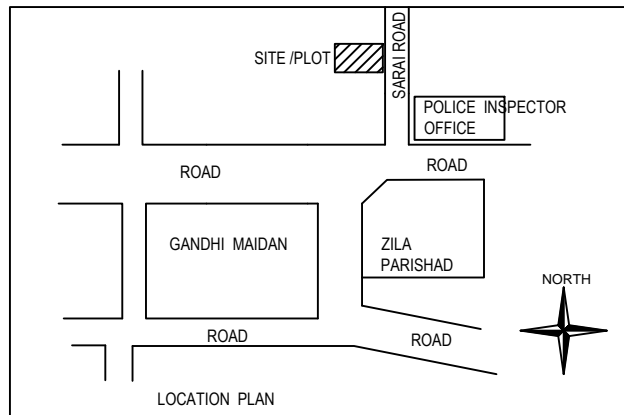 SITE /PLOT
SARAI ROAD
POLICE INSPECTOR
OFFICE
ROAD
ROAD
GANDHI MAIDAN
ZILA
PARISHAD
NORTH
ROAD
ROAD
LOCATION PLAN